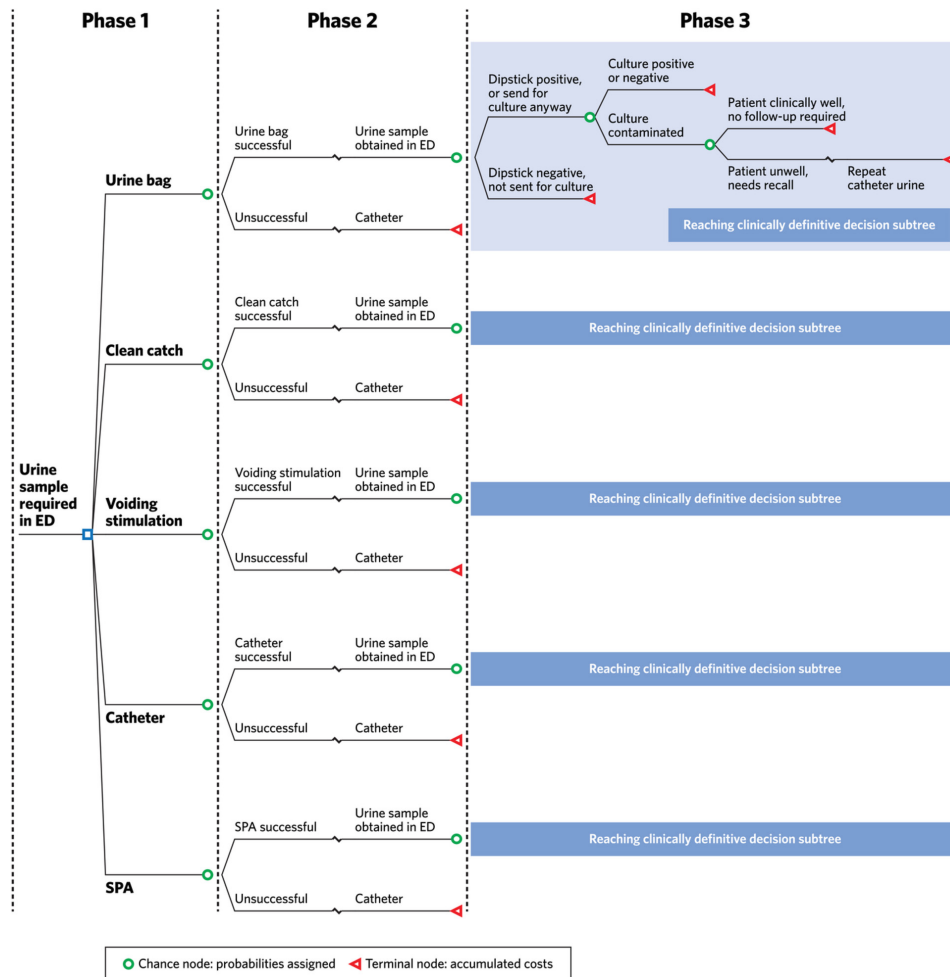 Phase 1
Phase 2
Phase 3
Urine bag
successful
Urine sample
obtained in ED
Unsuccessful
Catheter
Urine bag
Dipstick positive,
or send for
culture anyway
Dipstick negative,
not sent for culture
Culture positive
or negative
Culture
contaminated
Patient clinically well,
no follow-up required
Patient unwell,
needs recall
Repeat
catheter urine
Reaching clinically definitive decision subtree
Clean catch
successful
Urine sample
obtained in ED
Reaching clinically definitive decision subtree
Clean catch
Unsuccessful
Catheter
Urine
sample
required
in ED
Voiding
stimulation
Voiding stimulation
successful
Urine sample
obtained in ED
Reaching clinically definitive decision subtree
Unsuccessful
Catheter
Catheter
successful
Urine sample
obtained in ED
Reaching clinically definitive decision subtree
Catheter
Unsuccessful
Catheter
SPA successful
Urine sample
obtained in ED
Reaching clinically definitive decision subtree
SPA
Unsuccessful
Catheter
Chance node: probabilities assigned
Terminal node: accumulated costs